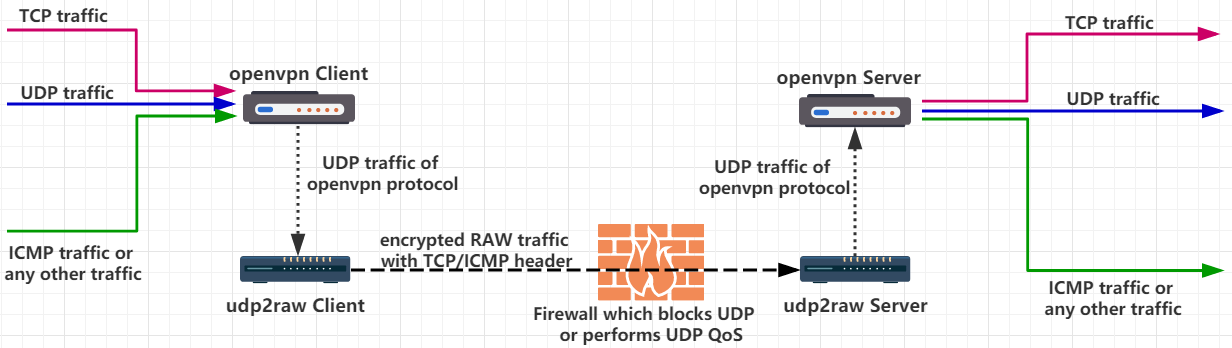 TCP traffic
UDP traffic
ICMP traffic or
any other traffic
openvpn Client
UDP traffic of
openvpn protocol
udp2raw Client
encrypted RAW traffic
with TCP/ICMP header
Firewall which blocks UDP
or performs UDP QoS
openvpn Server
UDP traffic of
openvpn protocol
udp2raw Server
TCP traffic
UDP traffic
ICMP traffic or
any other traffic